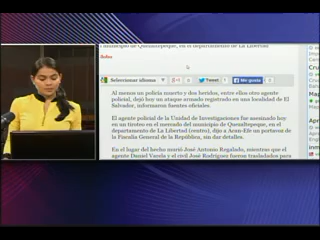 municipio de Quezaltepeque, en el departamento de La Libertad
Seleccionar idioma
0
Tweet
Me gusta
Al menos un policía muerto y dos heridos, entre ellos otro agente
policial, dejó hoy un ataque armado registrado en una localidad de El
Salvador, informaron fuentes oficiales.
El agente policial de la Unidad de Investigaciones fue asesinado hoy
en un tiroteo en el mercado del municipio de Quezaltepeque, en el
departamento de La Libertad (centro), dijo a Acan-Efe un portavoz de
la Fiscalía General de la República, sin dar detalles.
En el lugar del hecho murió José Antonio Regalado, mientras que el
agente Daniel Varela y el civil José Rodríguez fueron trasladados para